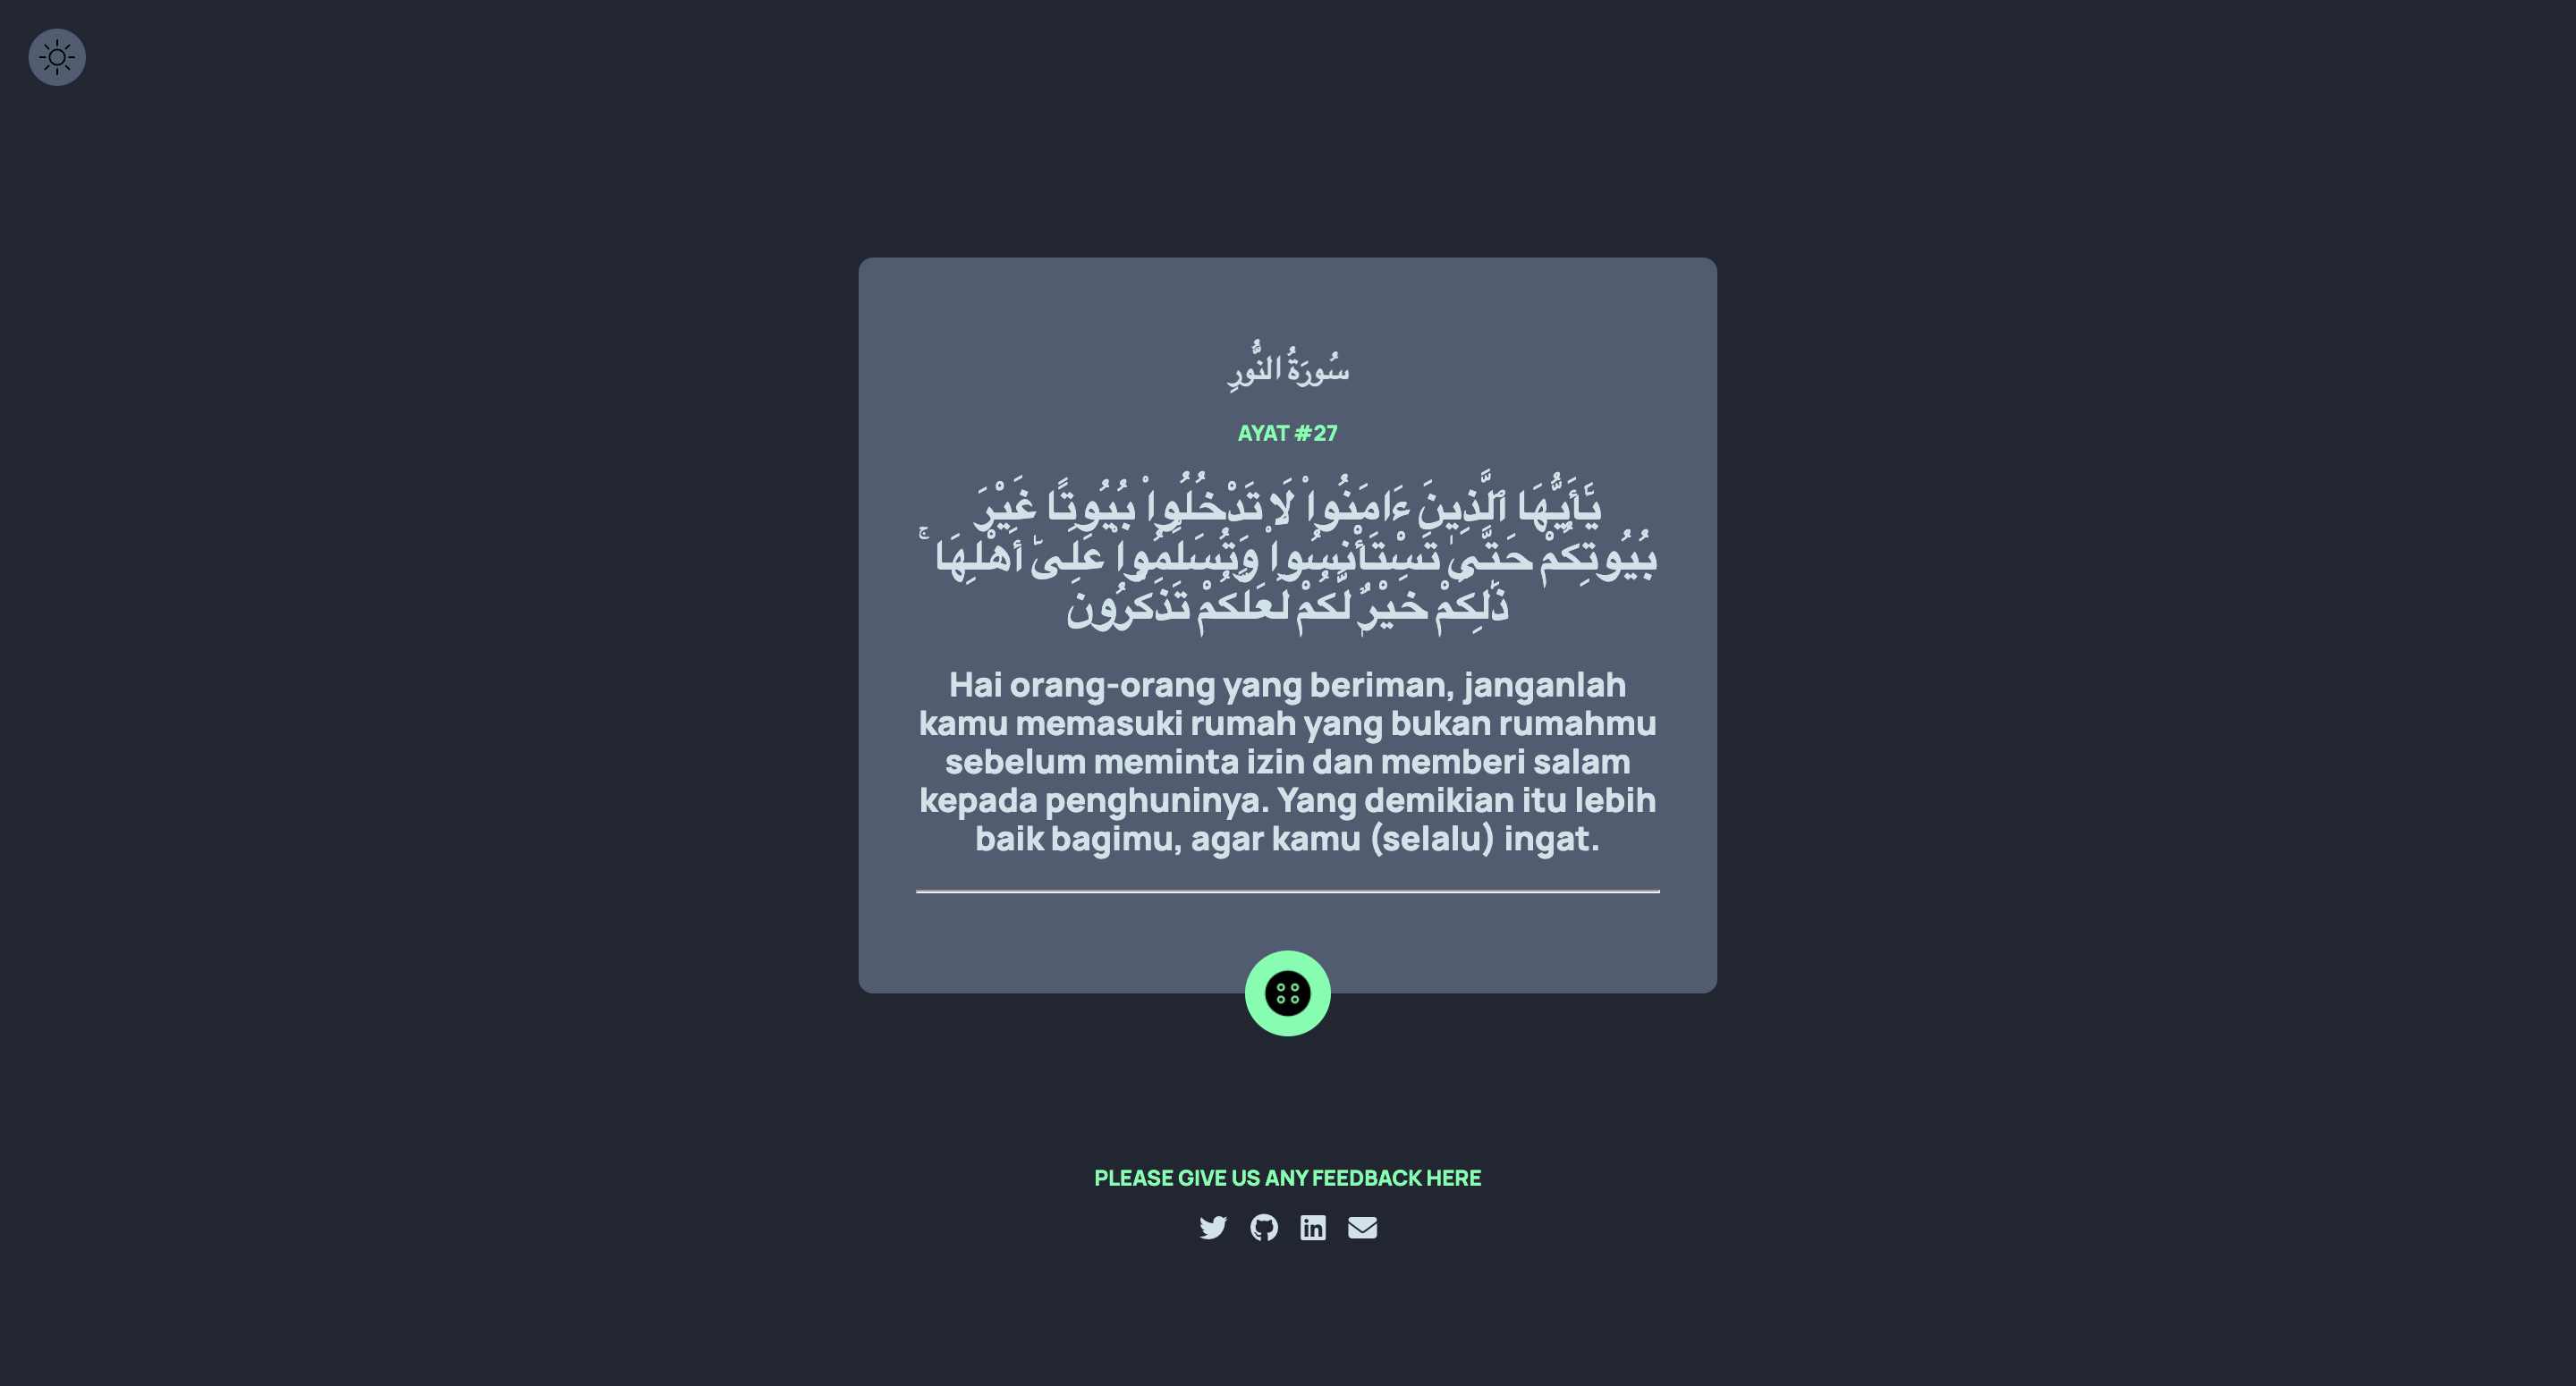 سُورَةُ النُّورِ
AYAT #27
يَٰٓأَيُّهَا ٱلَّذِينَ ءَامَنُوا۟ لَا تَدْخُلُوا۟ بُيُوتًا غَيْرَ
بُيُوتِكُمْ حَتَّىٰ تَسْتَأْنِسُوا۟ وَتُسَلِّمُوا۟ عَلَىٰٓ أَهْلِهَا ۚ
ذَٰلِكُمْ خَيْرٌۭ لَّكُمْ لَعَلَّكُمْ تَذَكَّرُونَ
Hai orang-orang yang beriman, janganlah
kamu memasuki rumah yang bukan rumahmu
sebelum meminta izin dan memberi salam
kepada penghuninya. Yang demikian itu lebih
baik bagimu, agar kamu (selalu) ingat.
PLEASE GIVE US ANY FEEDBACK HERE